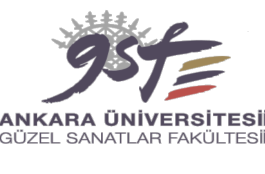 gsf
ANKARA ÜNİVERSİTESİ
GÜZEL SANATLAR FAKÜLTESİ